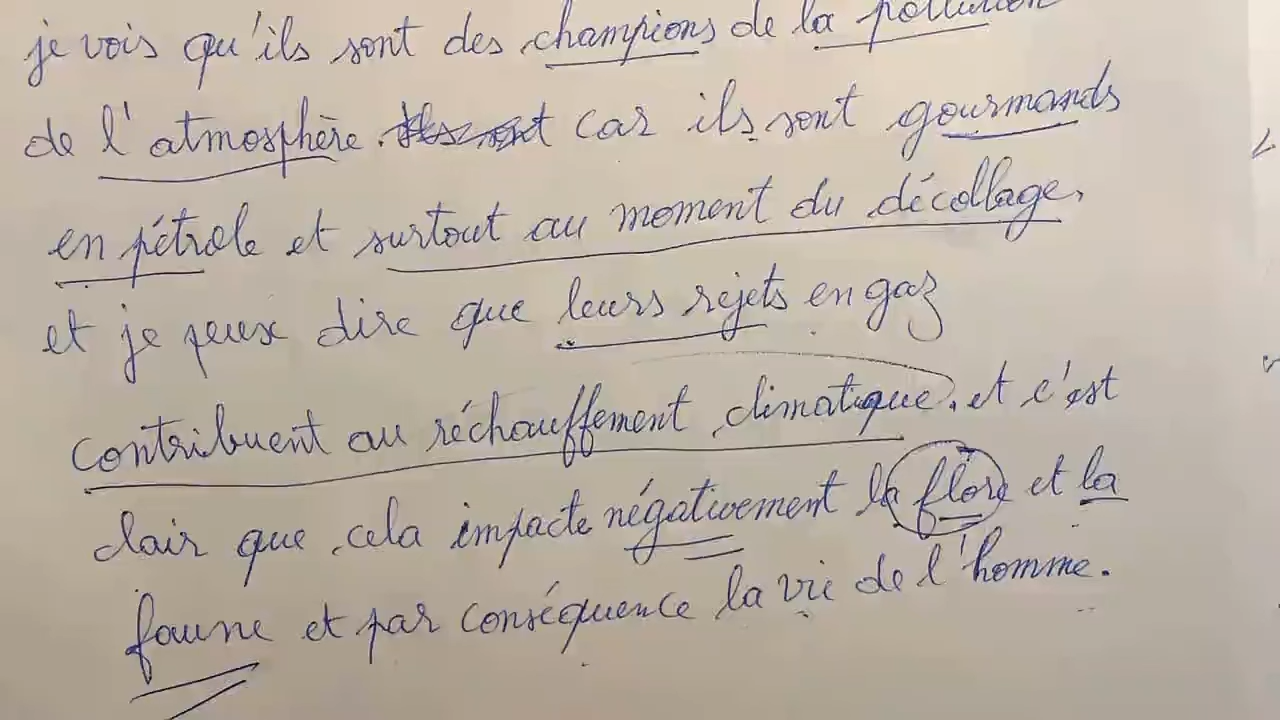 je vois qu'ils sont des champions de la pollution
de l'atmosphère. car ils sont gourmands
en pétrole et surtout au moment du décollage,
et je peux dire que leurs rejets en gaz
contribuent au réchauffement climatique, et c'est
clair que cela impacte négativement la flore et la
faune et par conséquence la vie de l'homme.